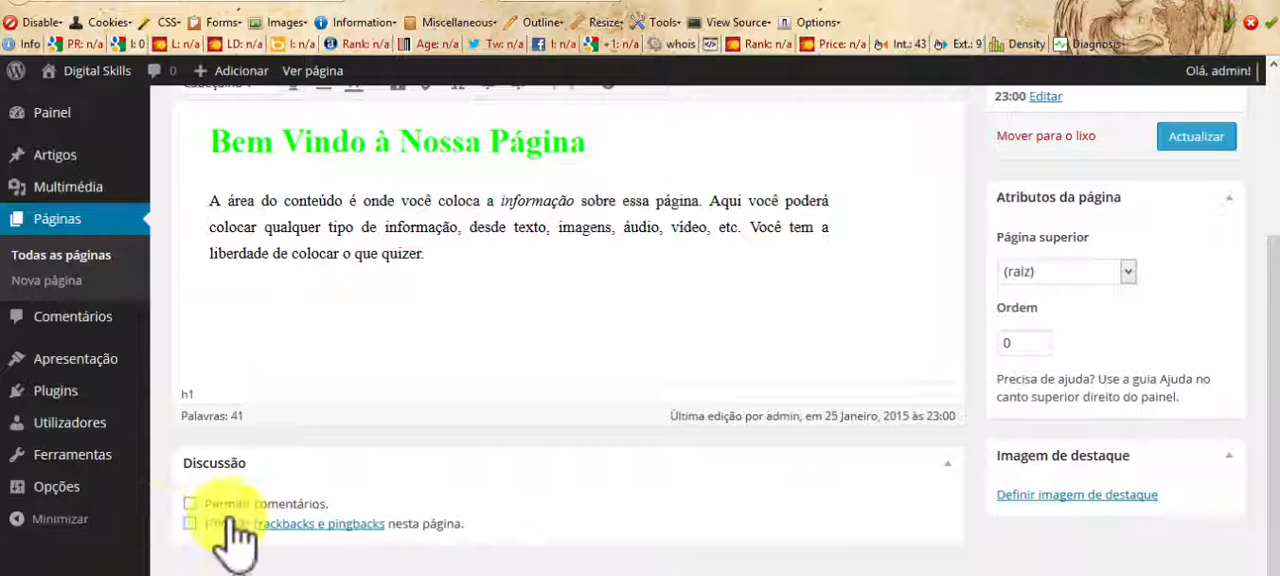 Disable Cookies CSS Forms Images Information Miscellaneous Outline Resize Tools View Source Options
Info PR: n/a I: 0 L: n/a LD: n/a I: n/a Rank: n/a Age: n/a Tw: n/a I: n/a +1: n/a whois Rank: n/a Price: n/a Int.: 43 Ext.: 9 Density Diagnosis
Digital Skills 0 Adicionar Ver página Olá, admin!
Painel
Artigos
Multimédia
Páginas
Todas as páginas
Nova página
Comentários
Apresentação
Plugins
Utilizadores
Ferramentas
Opções
Minimizar
Bem Vindo à Nossa Página
A área do conteúdo é onde você coloca a informação sobre essa página. Aqui você poderá
colocar qualquer tipo de informação, desde texto, imagens, áudio, vídeo, etc. Você tem a
liberdade de colocar o que quizer.
h1
Palavras: 41 Última edição por admin, em 25 Janeiro, 2015 às 23:00
Discussão
Permitir comentários.
trackbacks e pingbacks nesta página.
23:00 Editar
Mover para o lixo Actualizar
Atributos da página
Página superior
(raiz)
Ordem
0
Precisa de ajuda? Use a guia Ajuda no
canto superior direito do painel.
Imagem de destaque
Definir imagem de destaque